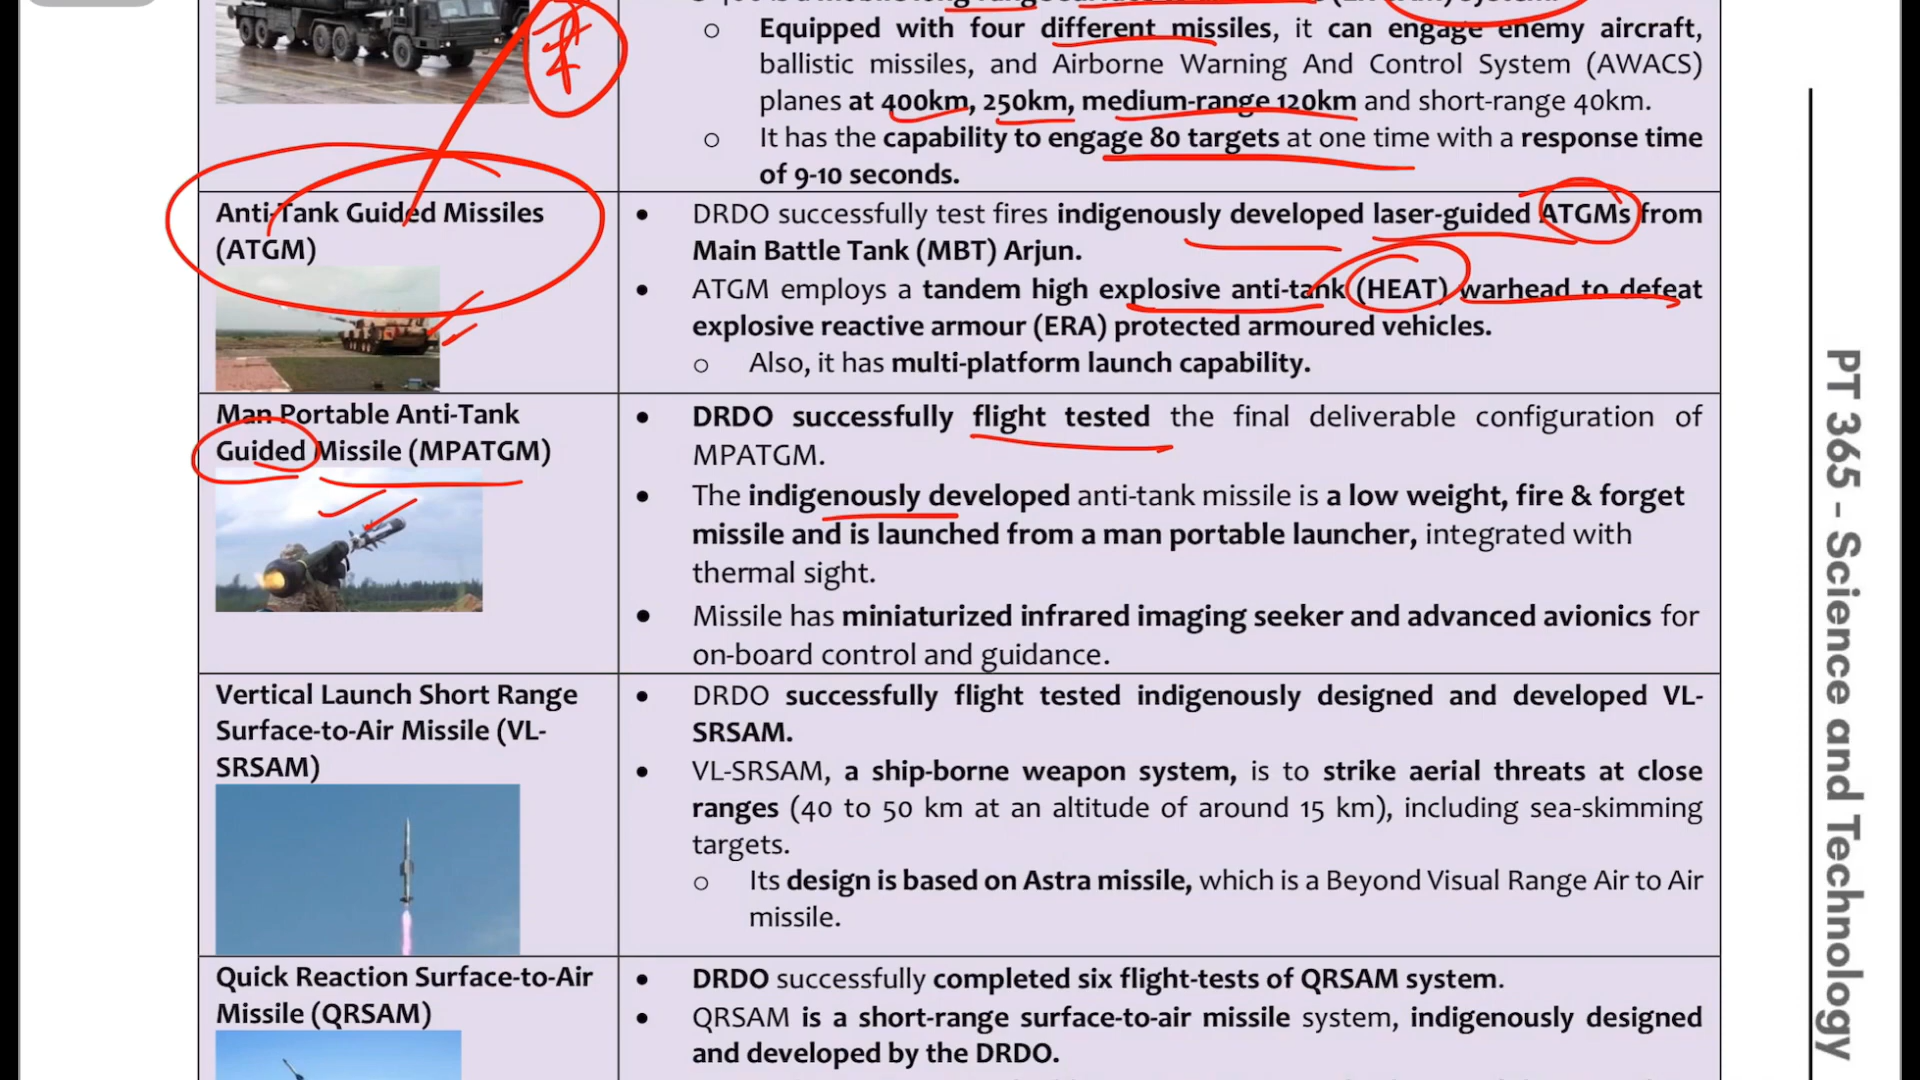 Equipped with four different missiles, it can engage enemy aircraft,
ballistic missiles, and Airborne Warning And Control System (AWACS)
planes at 400km, 250km, medium-range 120km and short-range 40km.
It has the capability to engage 80 targets at one time with a response time
of 9-10 seconds.
Anti-Tank Guided Missiles
(ATGM)
DRDO successfully test fires indigenously developed laser-guided ATGMs from
Main Battle Tank (MBT) Arjun.
ATGM employs a tandem high explosive anti-tank (HEAT) warhead to defeat
explosive reactive armour (ERA) protected armoured vehicles.
Also, it has multi-platform launch capability.
Man Portable Anti-Tank
Guided Missile (MPATGM)
DRDO successfully flight tested the final deliverable configuration of
MPATGM.
The indigenously developed anti-tank missile is a low weight, fire & forget
missile and is launched from a man portable launcher, integrated with
thermal sight.
Missile has miniaturized infrared imaging seeker and advanced avionics for
on-board control and guidance.
Vertical Launch Short Range
Surface-to-Air Missile (VL-
SRSAM)
DRDO successfully flight tested indigenously designed and developed VL-
SRSAM.
VL-SRSAM, a ship-borne weapon system, is to strike aerial threats at close
ranges (40 to 50 km at an altitude of around 15 km), including sea-skimming
targets.
Its design is based on Astra missile, which is a Beyond Visual Range Air to Air
missile.
Quick Reaction Surface-to-Air
Missile (QRSAM)
DRDO successfully completed six flight-tests of QRSAM system.
QRSAM is a short-range surface-to-air missile system, indigenously designed
and developed by the DRDO.
PT 365 - Science and Technology